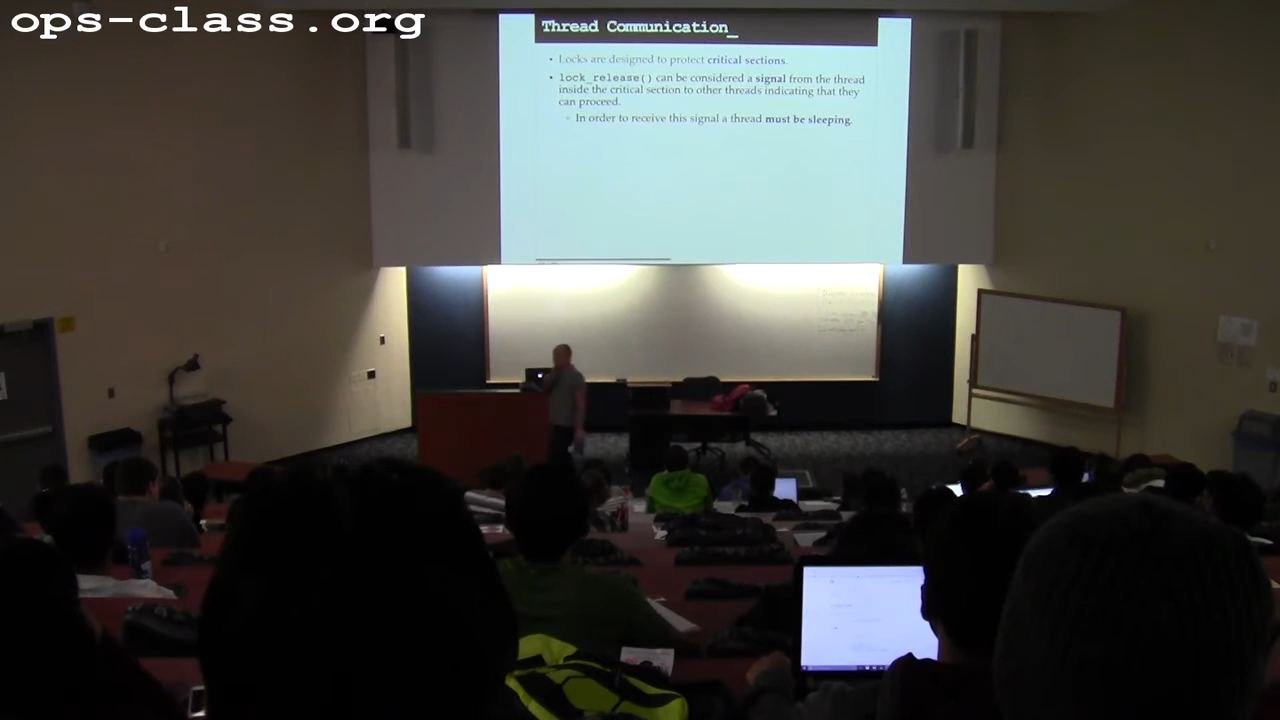 ops-class.org
Thread Communication_
• Locks are designed to protect critical sections.
• lock_release() can be considered a signal from the thread
inside the critical section to other threads indicating that they
can proceed.
◦ In order to receive this signal a thread must be sleeping.